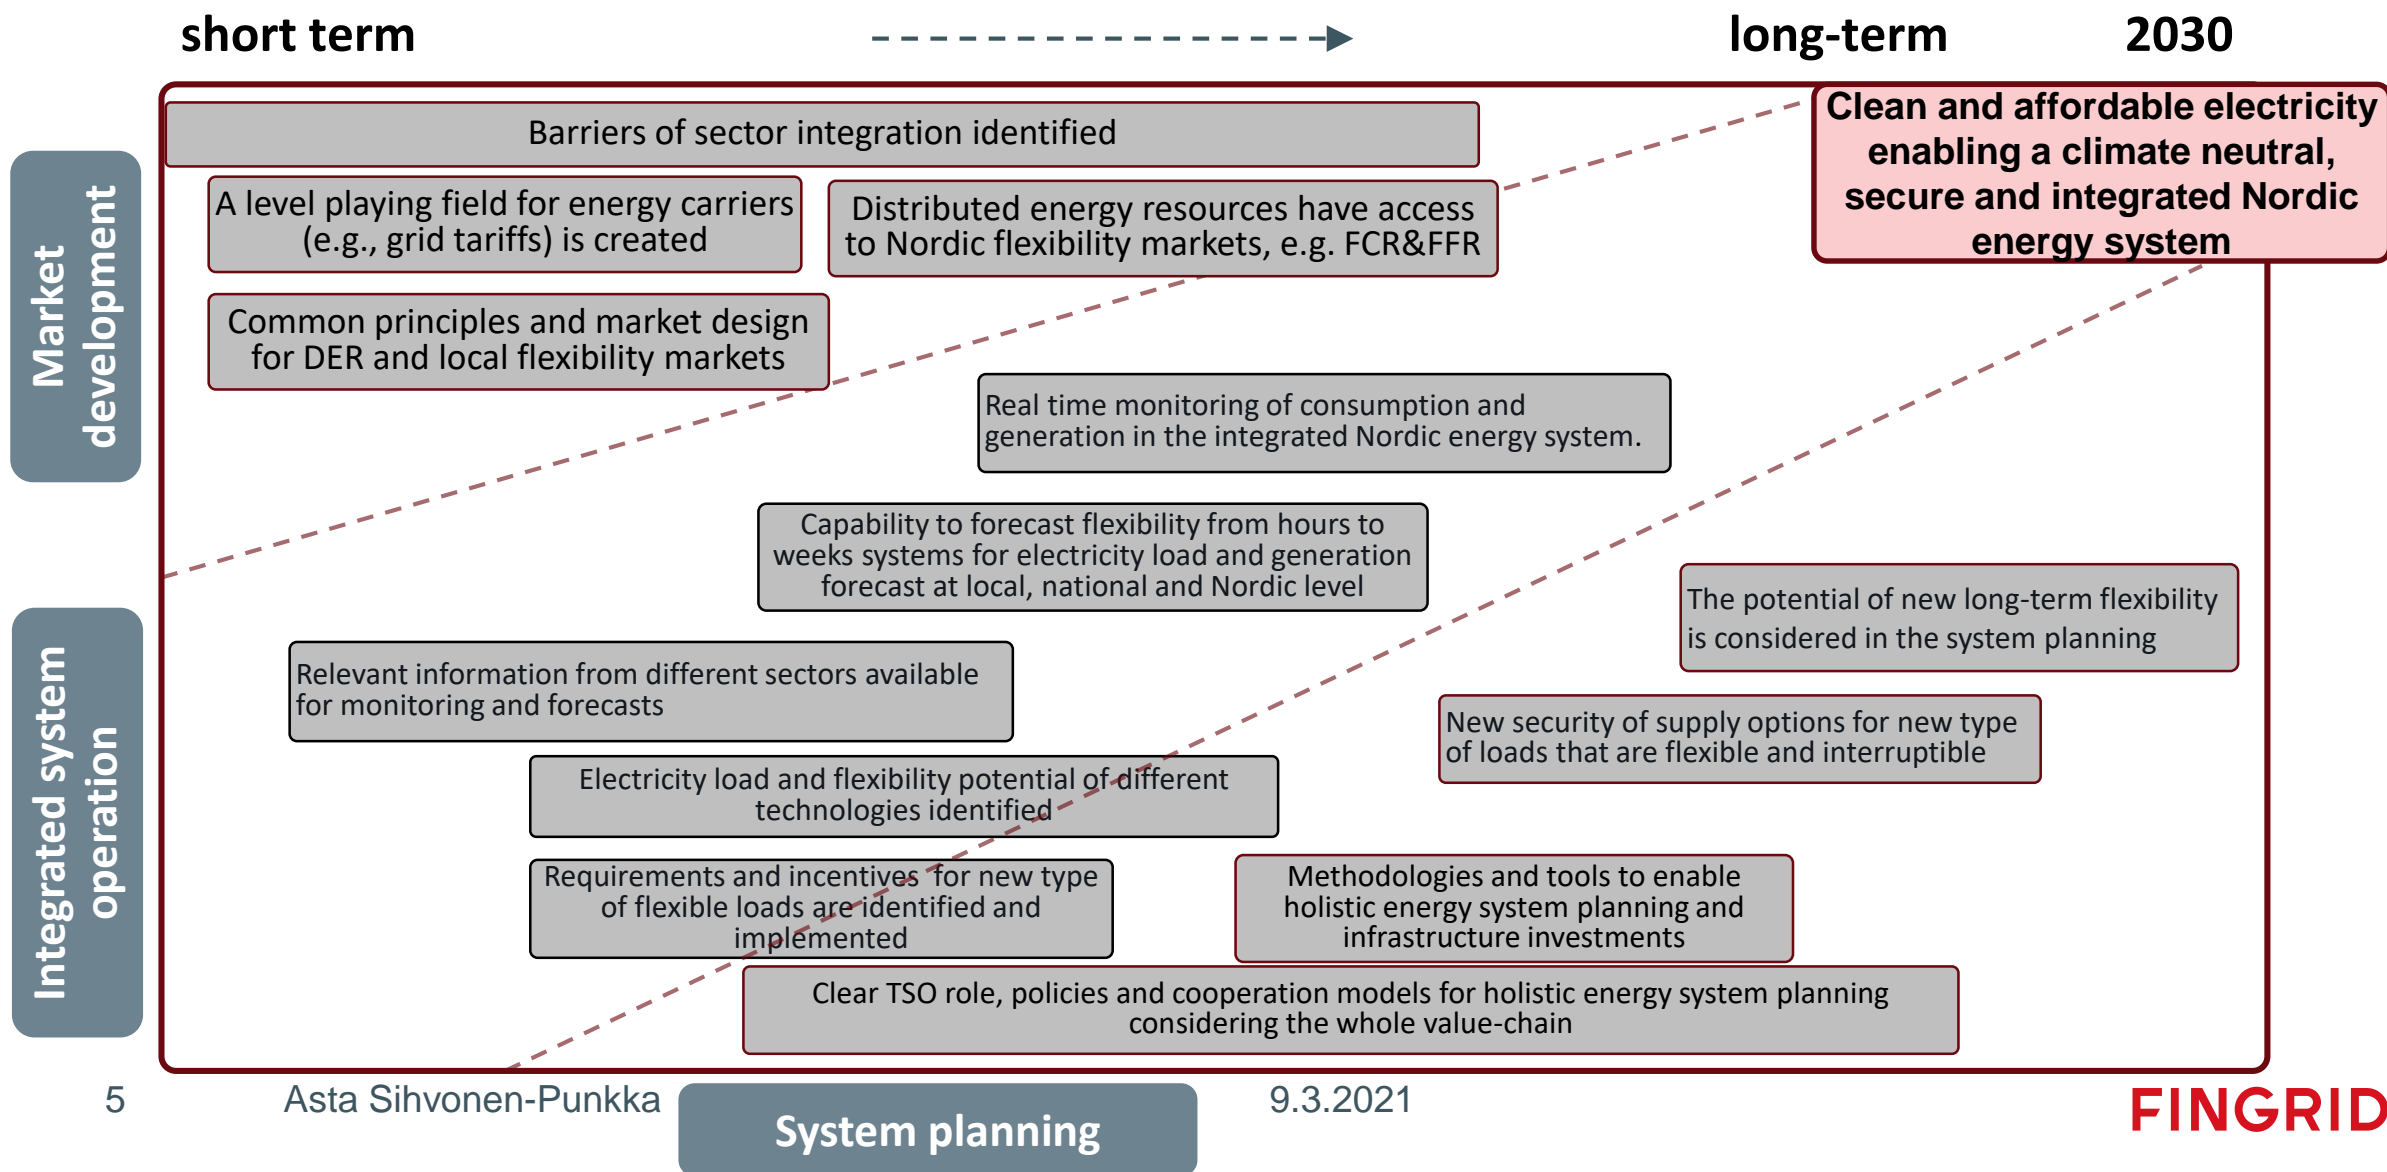 short term
long-term
2030
Clean and affordable electricity
enabling a climate neutral,
secure and integrated Nordic
energy system
Barriers of sector integration identified
A level playing field for energy carriers
(e.g., grid tariffs) is created
Distributed energy resources have access
to Nordic flexibility markets, e.g. FCR&FFR
Common principles and market design
for DER and local flexibility markets
Market
development
Real time monitoring of consumption and
generation in the integrated Nordic energy system.
Capability to forecast flexibility from hours to
weeks systems for electricity load and generation
forecast at local, national and Nordic level
The potential of new long-term flexibility
is considered in the system planning
Relevant information from different sectors available
for monitoring and forecasts
New security of supply options for new type
of loads that are flexible and interruptible
Integrated system
operation
Electricity load and flexibility potential of different
technologies identified
Requirements and incentives for new type
of flexible loads are identified and
implemented
Methodologies and tools to enable
holistic energy system planning and
infrastructure investments
Clear TSO role, policies and cooperation models for holistic energy system planning
considering the whole value-chain
5
Asta Sihvonen-Punkka
9.3.2021
FINGRID
System planning